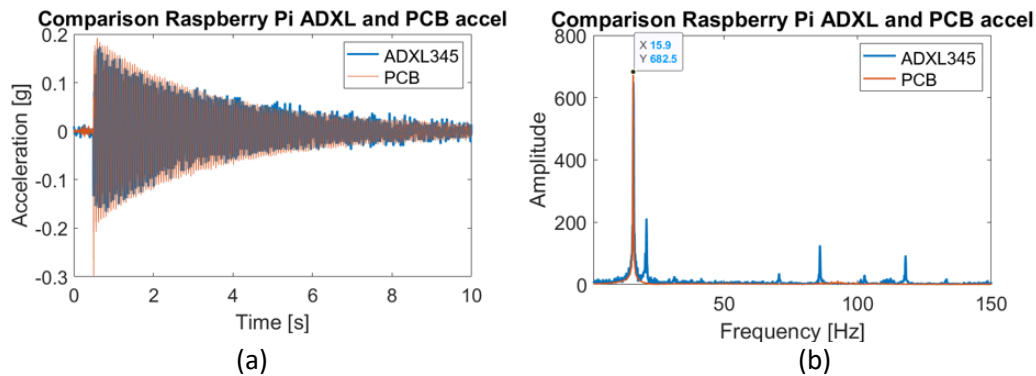 Comparison Raspberry Pi ADXL and PCB accel
0.2
0.1
0
-0.1
-0.2
-0.3
Acceleration [g]
ADXL345
PCB
0
2
4
6
8
10
Time [s]
(a)
Comparison Raspberry Pi ADXL and PCB accel
800
600
400
200
0
Amplitude
X 15.9
Y 682.5
ADXL345
PCB
50
100
150
Frequency [Hz]
(b)